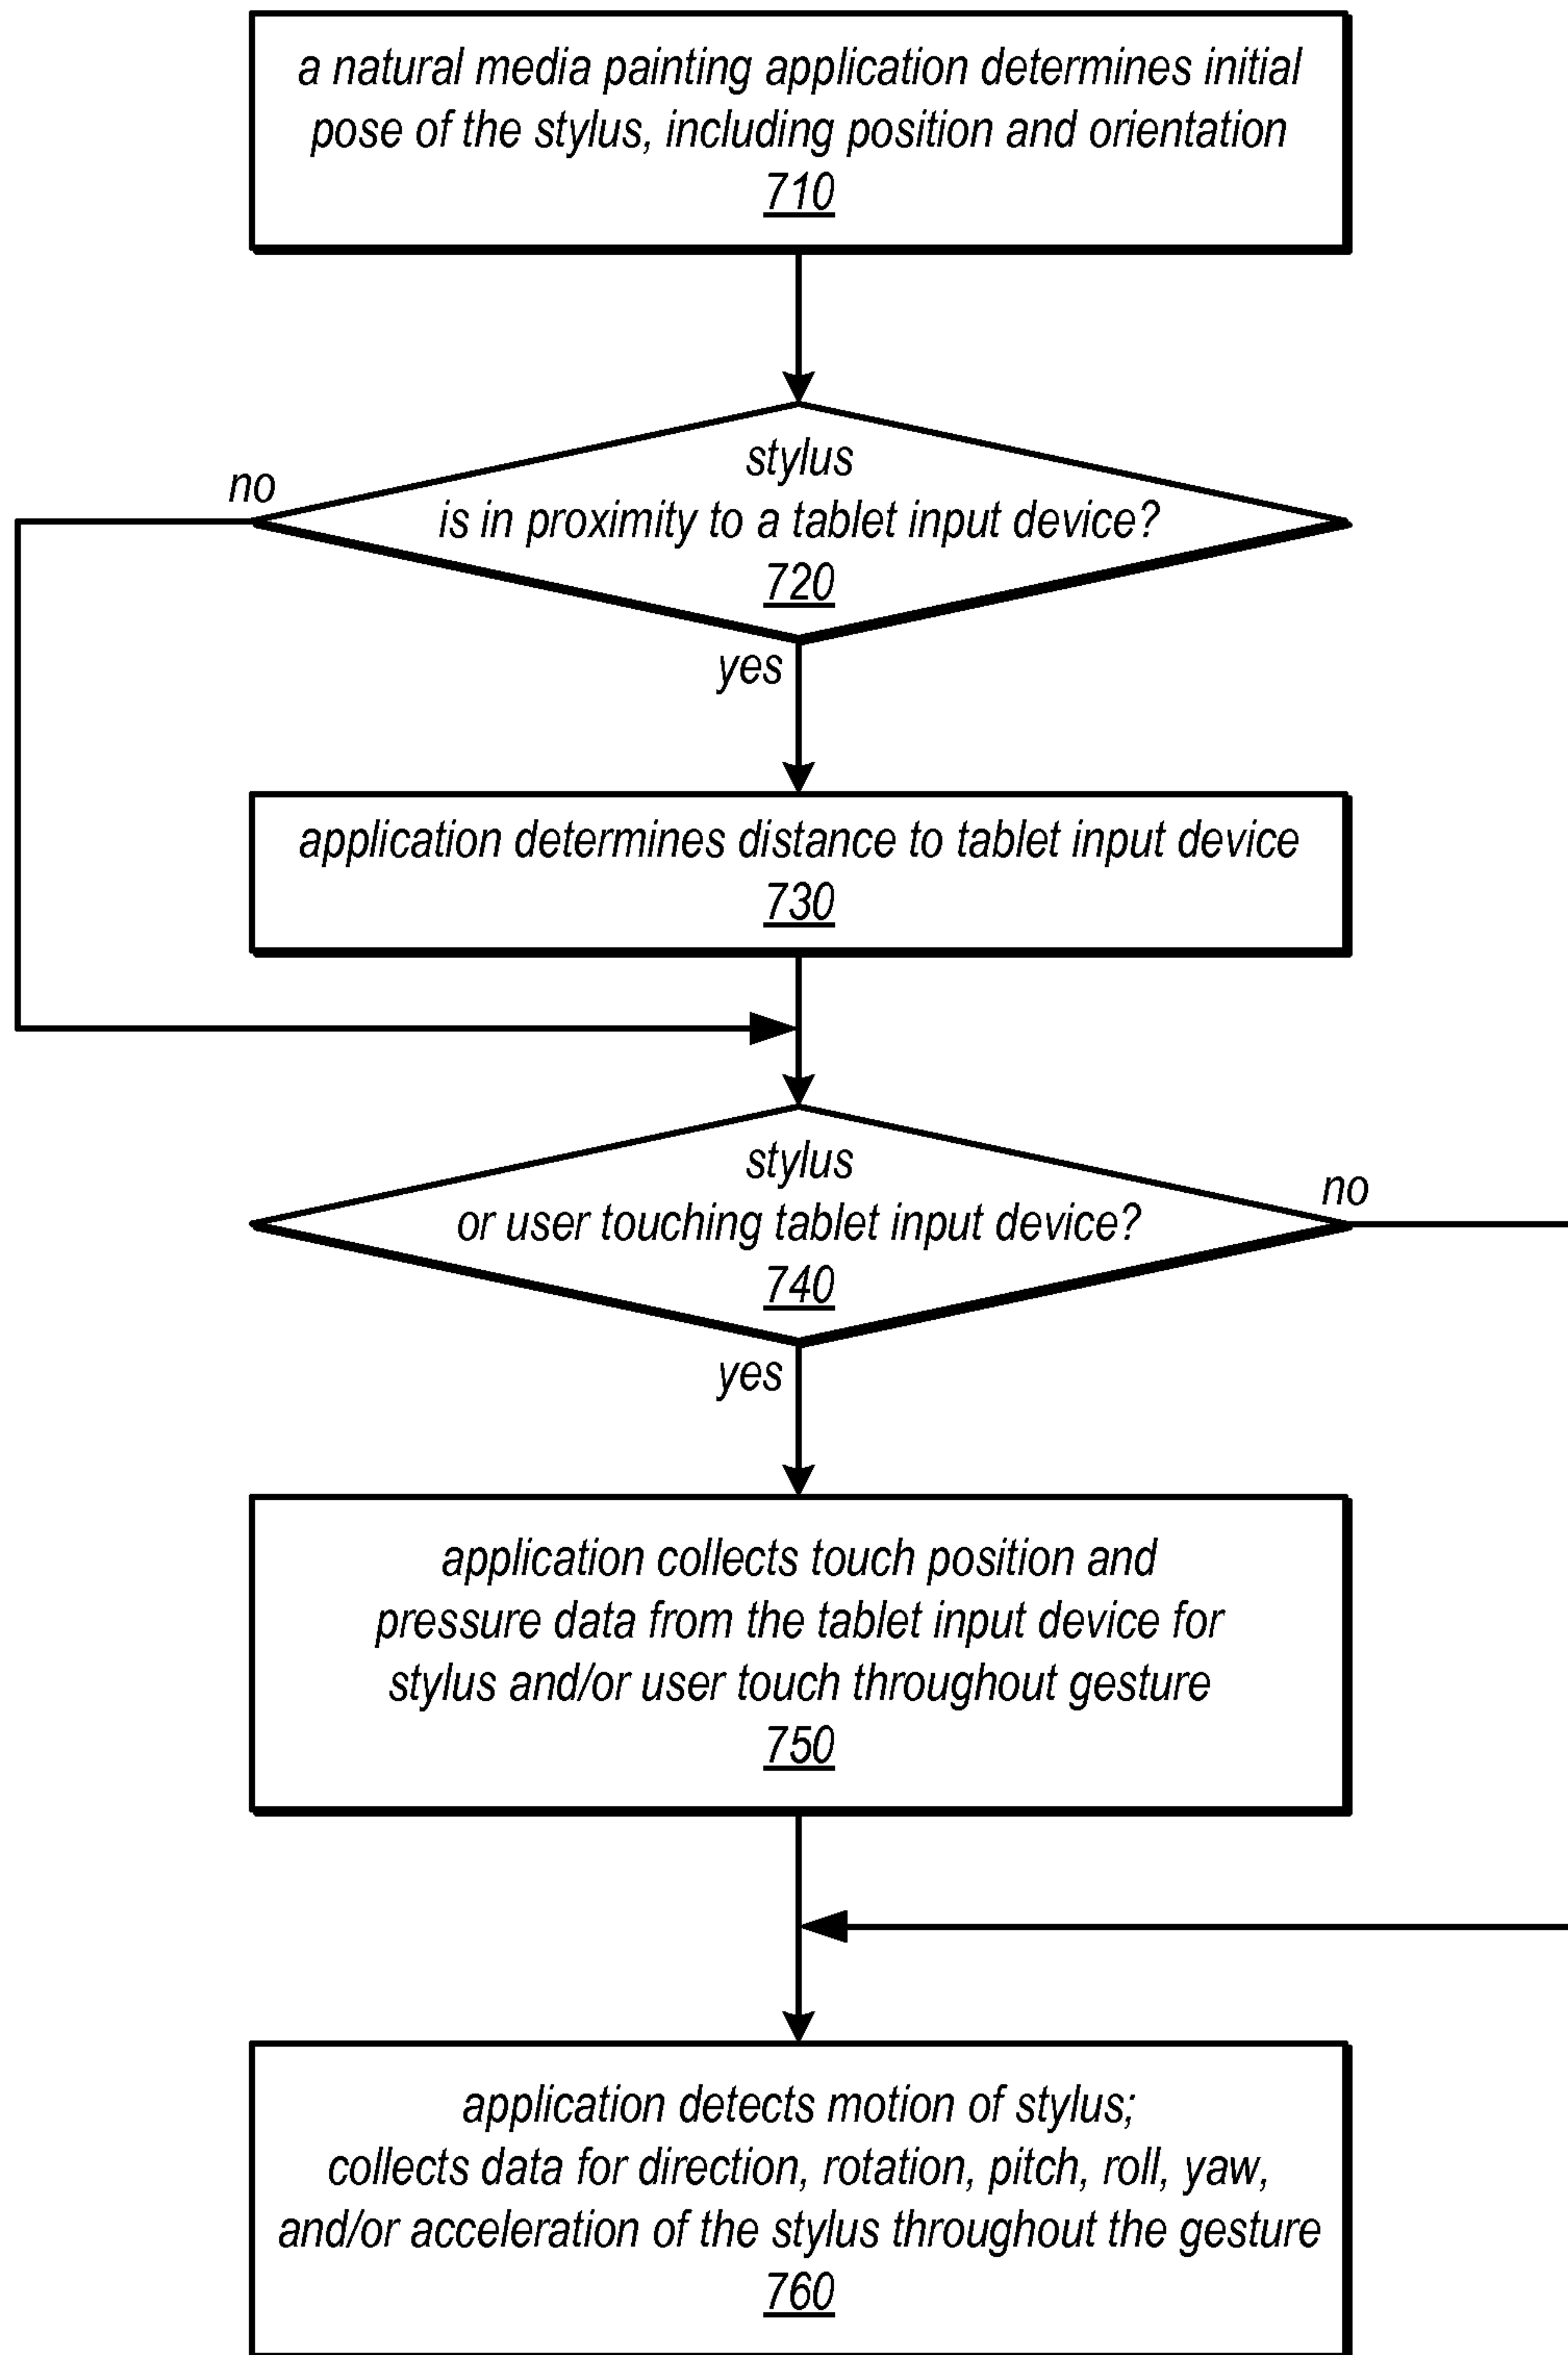 a natural media painting application determines initial
pose of the stylus, including position and orientation
710
stylus
no
is in proximity to a tablet input device?
720
yes
application determines distance to tablet input device
730
stylus
no
or user touching tablet input device?
740
yes
application collects touch position and
pressure data from the tablet input device for
stylus and/or user touch throughout gesture
750
application detects motion of stylus;
collects data for direction, rotation, pitch, roll, yaw,
and/or acceleration of the stylus throughout the gesture
760